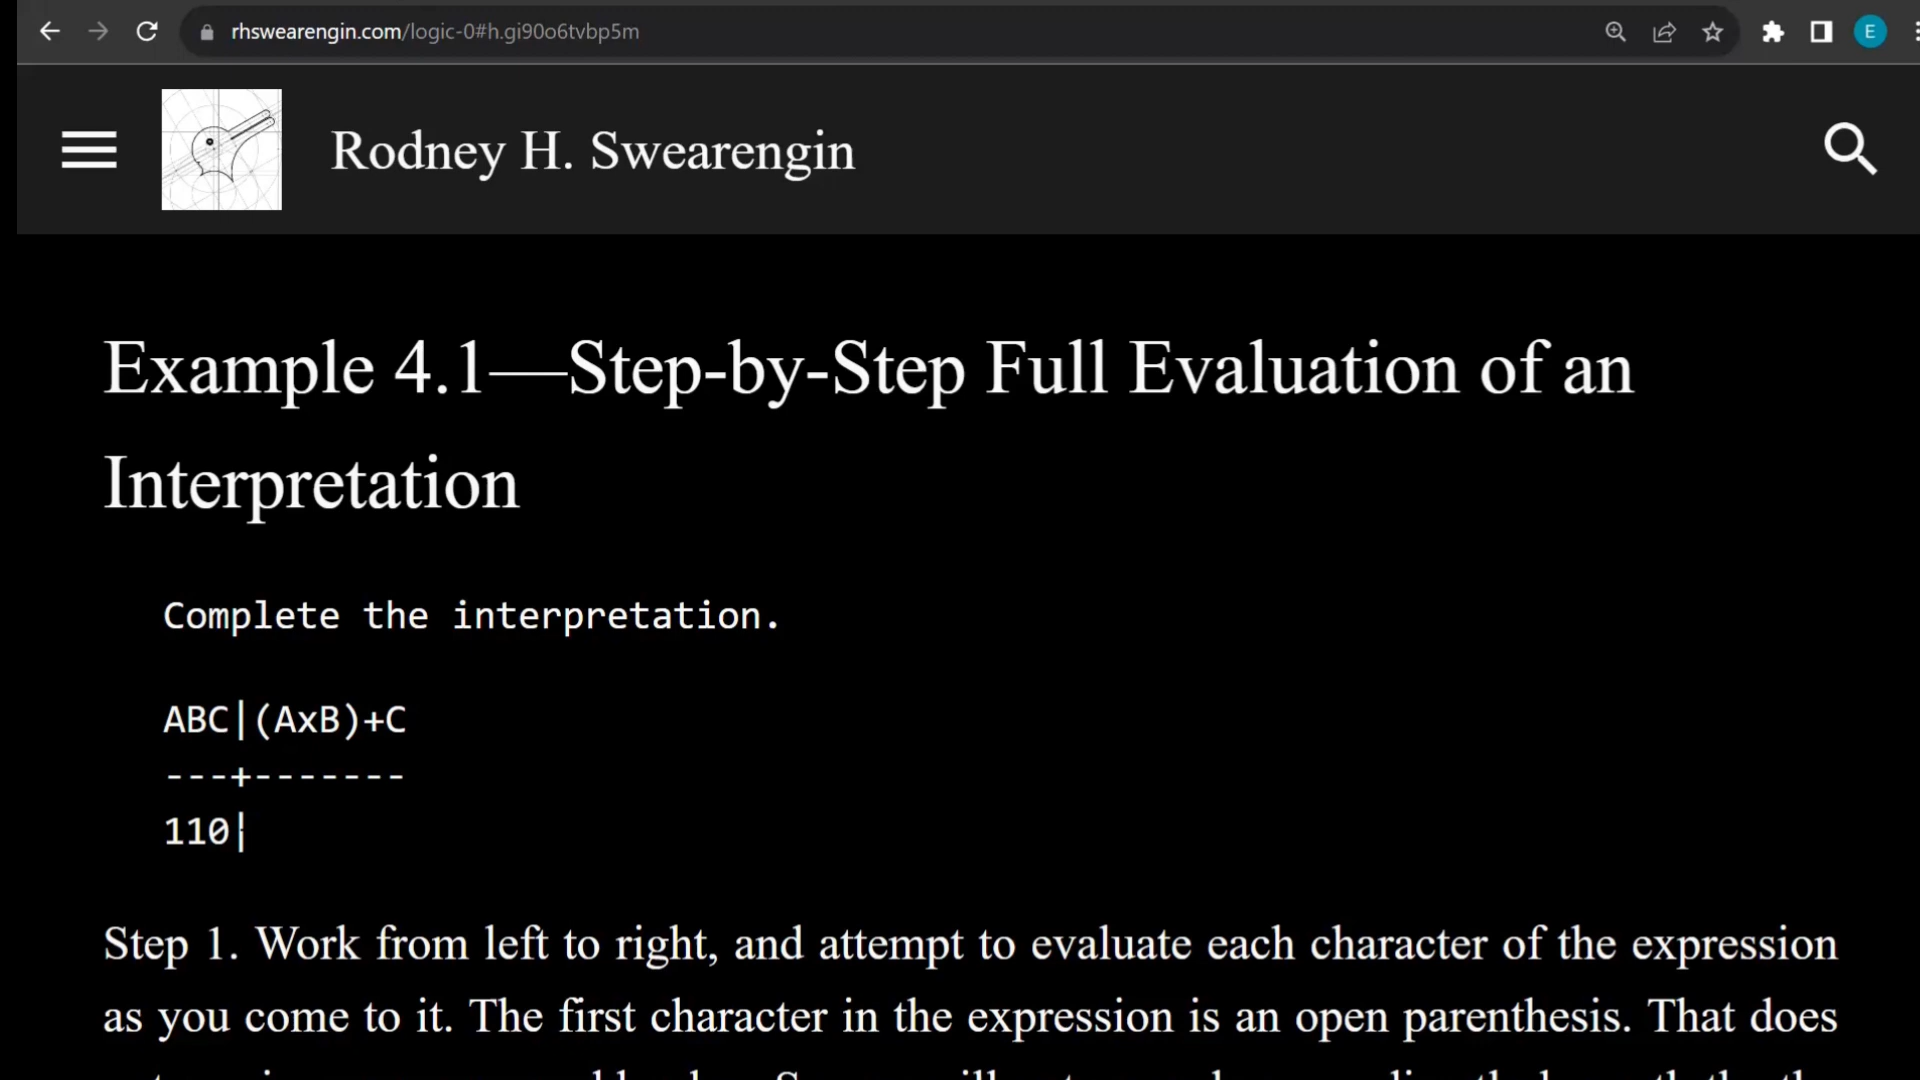 rhswearengin.com/logic-0#h.gi90o6tvbp5m
E
Rodney H. Swearengin
Example 4.1—Step-by-Step Full Evaluation of an
Interpretation
Complete the interpretation.
ABC|(AxB)+C
---+-------
110|
Step 1. Work from left to right, and attempt to evaluate each character of the expression
as you come to it. The first character in the expression is an open parenthesis. That does